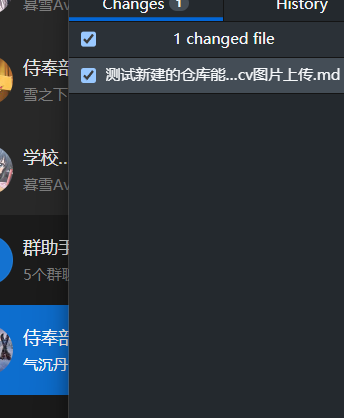 暮雪Av
Changes 1
History
1 changed file
侍奉部
雪之下
测试新建的仓库能...cv图片上传.md
学校...
暮雪Av
群助手
5个群聊
侍奉部
气沉丹